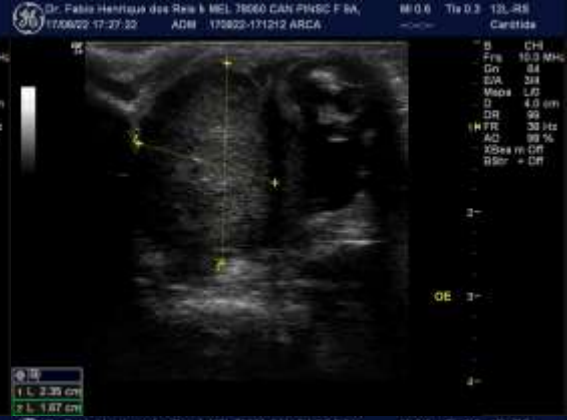 GE Dr. Fabio Henrique dos Reis MEL 78060 CAN PINSC F 9A, MI 0.6 TIs 0.3 12L-RS
17/08/22 17:27:32 ADM 170822-171212 ARCA Carótida
B CHI
Frq 10.0 MHz
Gn 84
E/A 3/4
Mapa L/0
D 4.0 cm
DR 99
FR 38 Hz
AO 99 %
XBeam Off
BStr + Off
1
2
OE 3
4
1 L 2.35 cm
2 L 1.67 cm